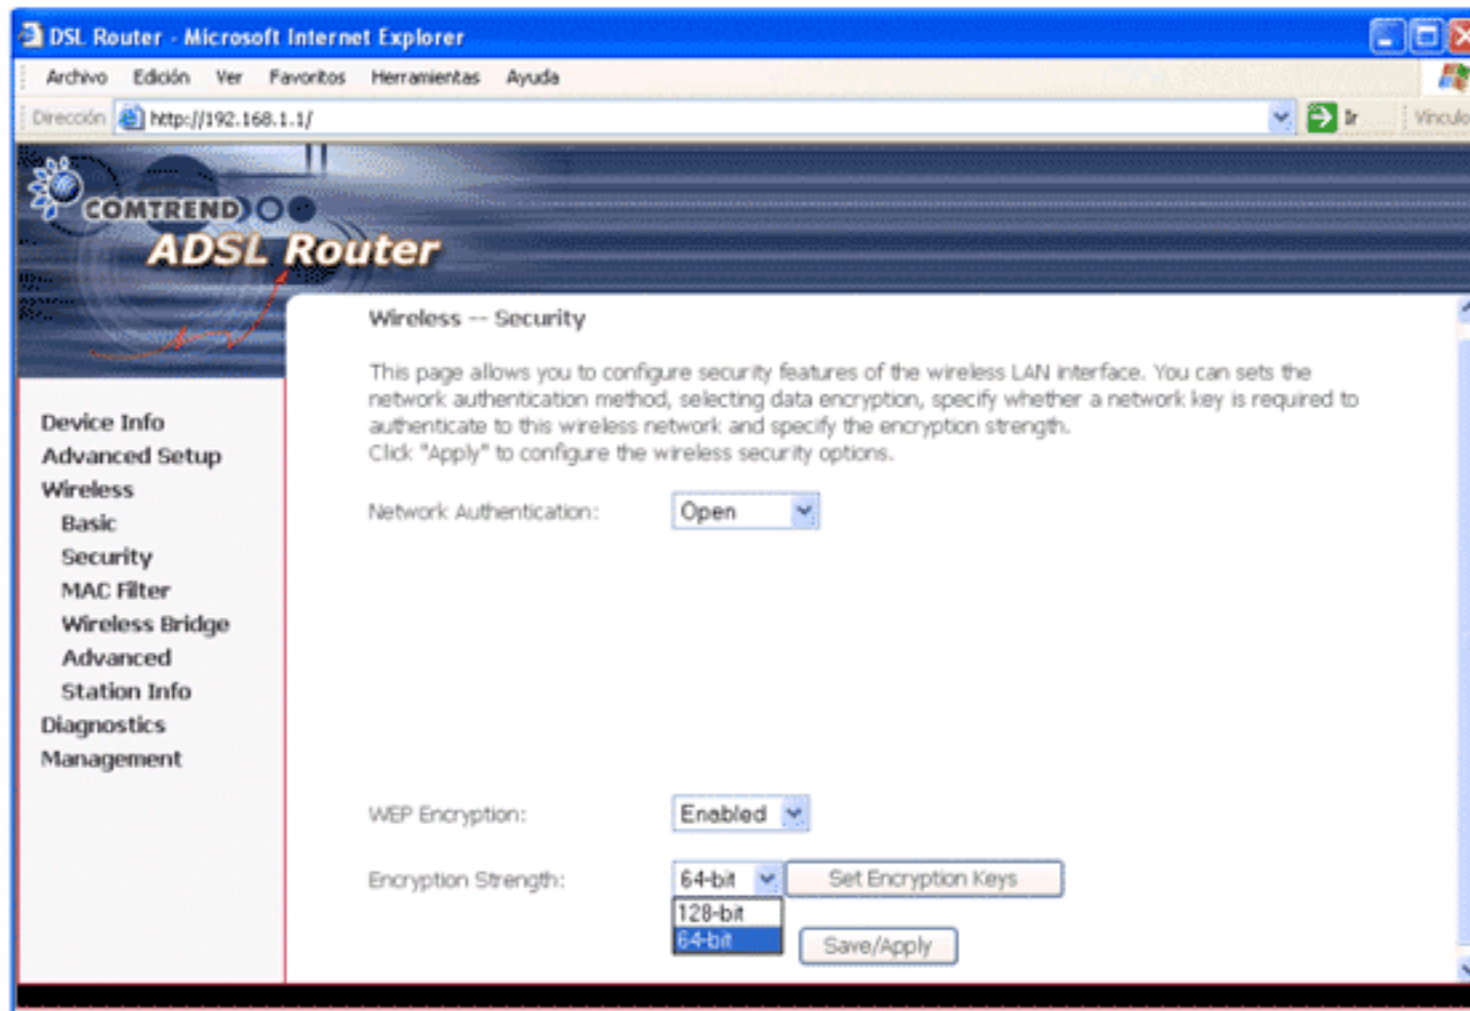 DSL Router - Microsoft Internet Explorer
Archivo Edición Ver Favoritos Herramientas Ayuda
Dirección http://192.168.1.1/ Ir Vínculo
COMTREND
ADSL Router
Wireless -- Security
This page allows you to configure security features of the wireless LAN interface. You can sets the
network authentication method, selecting data encryption, specify whether a network key is required to
authenticate to this wireless network and specify the encryption strength.
Click "Apply" to configure the wireless security options.
Device Info
Advanced Setup
Wireless
Basic
Security
MAC Filter
Wireless Bridge
Advanced
Station Info
Diagnostics
Management
Network Authentication: Open
WEP Encryption: Enabled
Encryption Strength: 64-bit Set Encryption Keys
128-bit
64-bit
Save/Apply